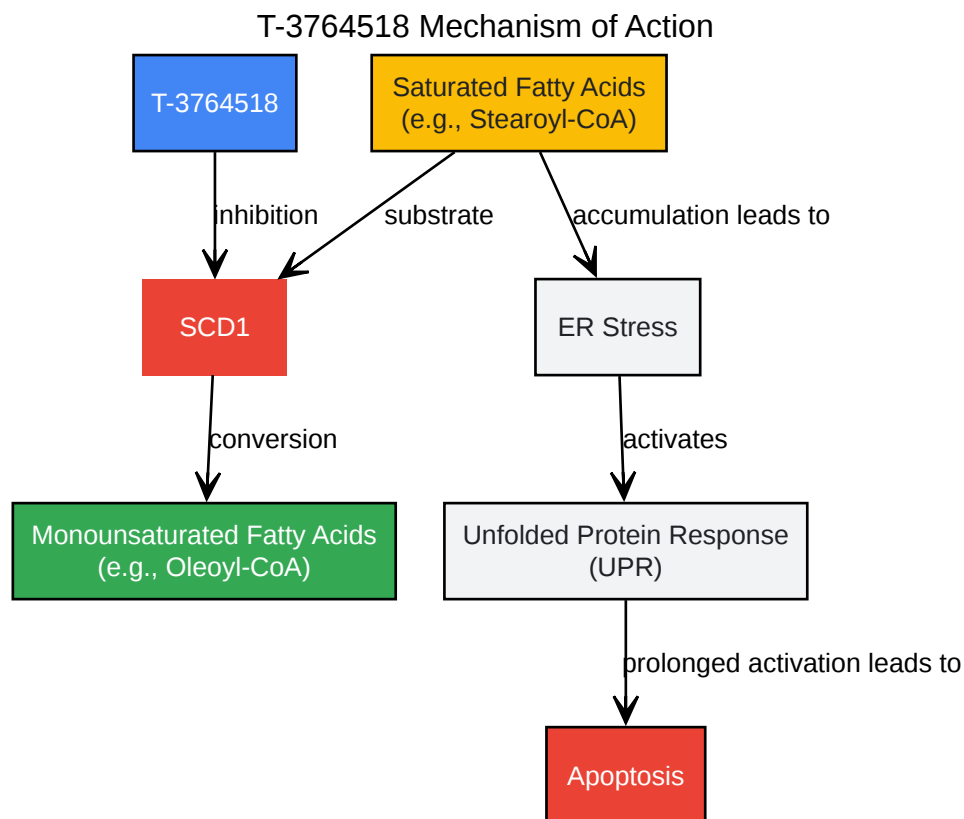 T-3764518 Mechanism of Action
T-3764518
Saturated Fatty Acids
(e.g., Stearoyl-CoA)
inhibition
substrate
accumulation leads to
SCD1
ER Stress
conversion
activates
Monounsaturated Fatty Acids
(e.g., Oleoyl-CoA)
Unfolded Protein Response
(UPR)
prolonged activation leads to
Apoptosis